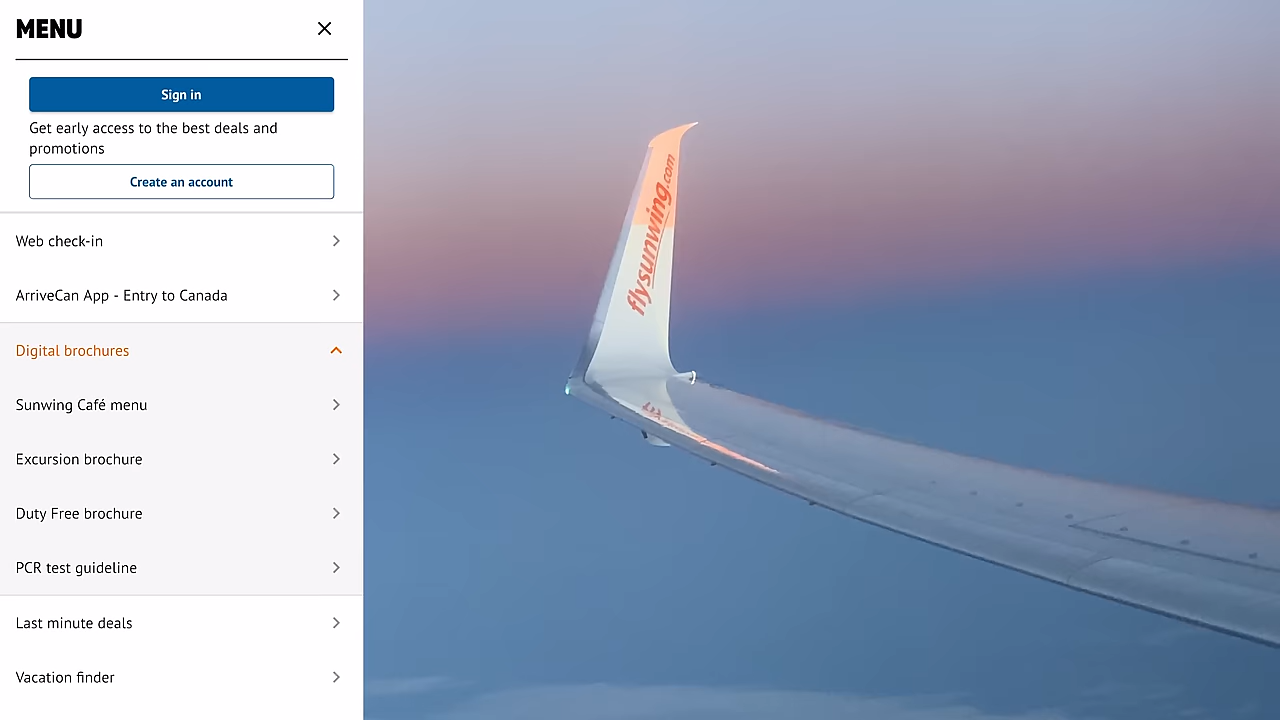 MENU
Sign in
Get early access to the best deals and
promotions
Create an account
Web check-in
ArriveCan App - Entry to Canada
Digital brochures
Sunwing Café menu
Excursion brochure
Duty Free brochure
PCR test guideline
Last minute deals
Vacation finder
flysunwing.com